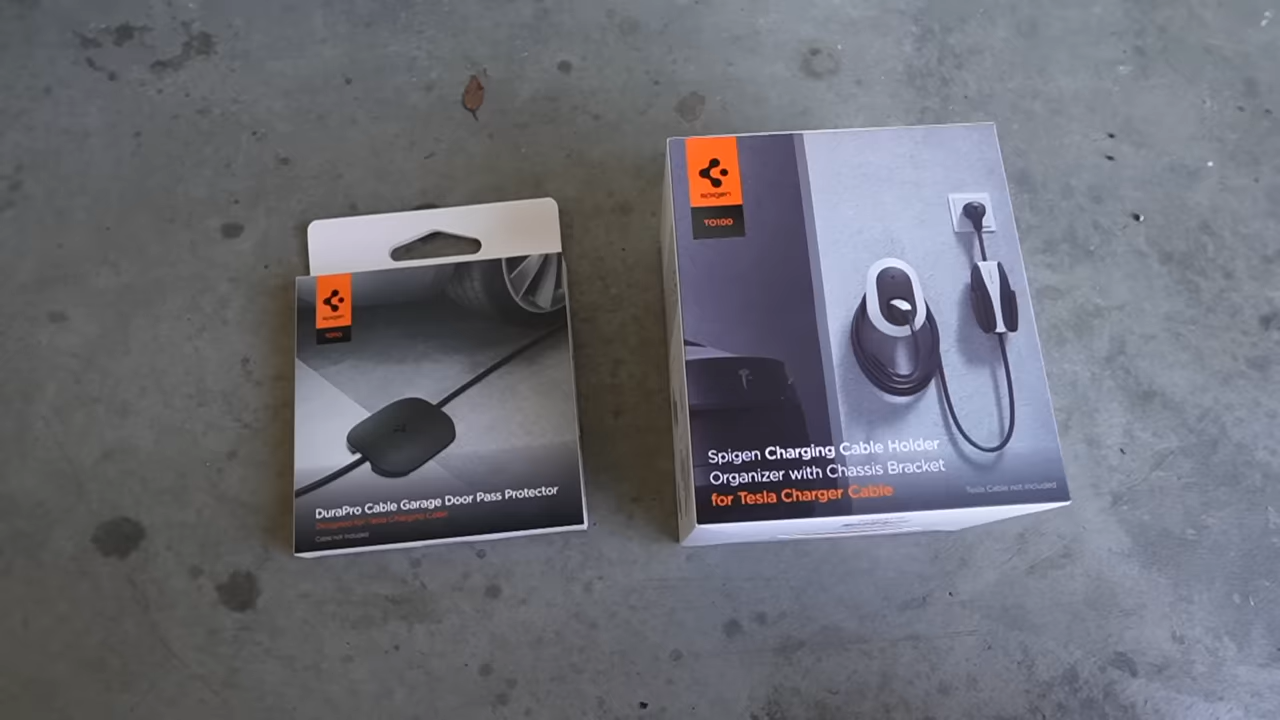 spigen
TO110
DuraPro Cable Garage Door Pass Protector
Designed for Tesla Charging Cable
Cable not included
spigen
TO100
Spigen Charging Cable Holder
Organizer with Chassis Bracket
for Tesla Charger Cable
Tesla Cable not included